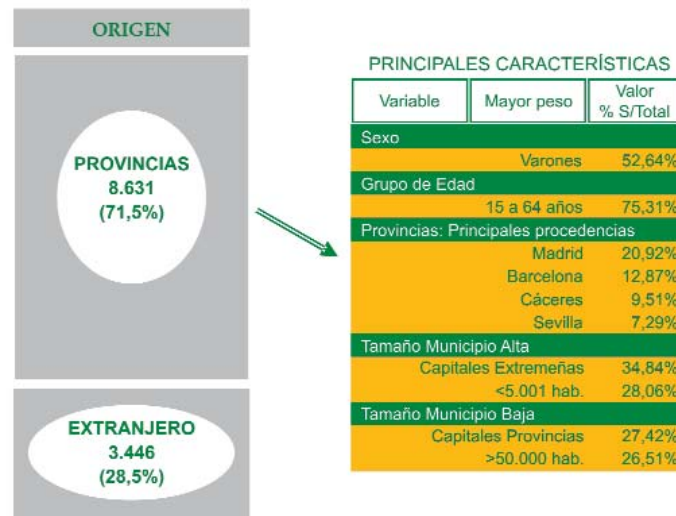 ORIGEN
PROVINCIAS
8.631
(71,5%)
EXTRANJERO
3.446
(28,5%)
PRINCIPALES CARACTERÍSTICAS
Variable Mayor peso Valor % S/Total
Sexo
Varones 52,64%
Grupo de Edad
15 a 64 años 75,31%
Provincias: Principales procedencias
Madrid 20,92%
Barcelona 12,87%
Cáceres 9,51%
Sevilla 7,29%
Tamaño Municipio Alta
Capitales Extremeñas 34,84%
<5.001 hab. 28,06%
Tamaño Municipio Baja
Capitales Provincias 27,42%
>50.000 hab. 26,51%